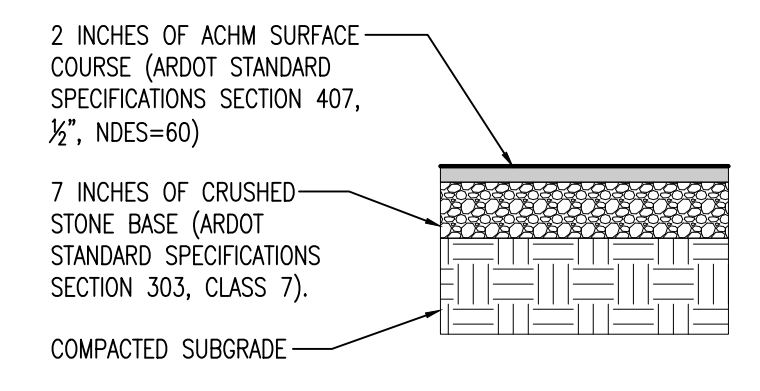 2 INCHES OF ACHM SURFACE
COURSE (ARDOT STANDARD
SPECIFICATIONS SECTION 407,
½", NDES=60)
7 INCHES OF CRUSHED
STONE BASE (ARDOT
STANDARD SPECIFICATIONS
SECTION 303, CLASS 7).
COMPACTED SUBGRADE